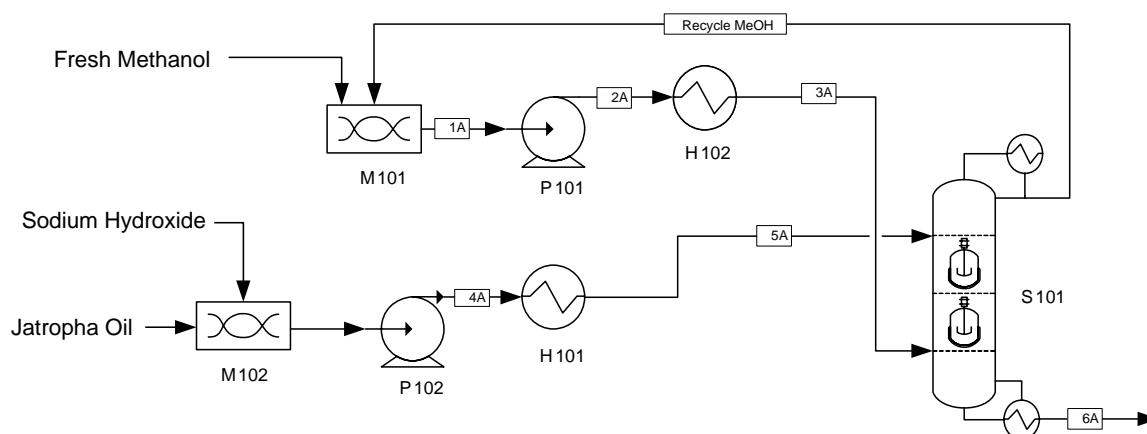 Recycle MeOH
Fresh Methanol
1A
2A
3A
M101
P101
H102
Sodium Hydroxide
Jatropha Oil
4A
5A
M102
P102
H101
S101
6A